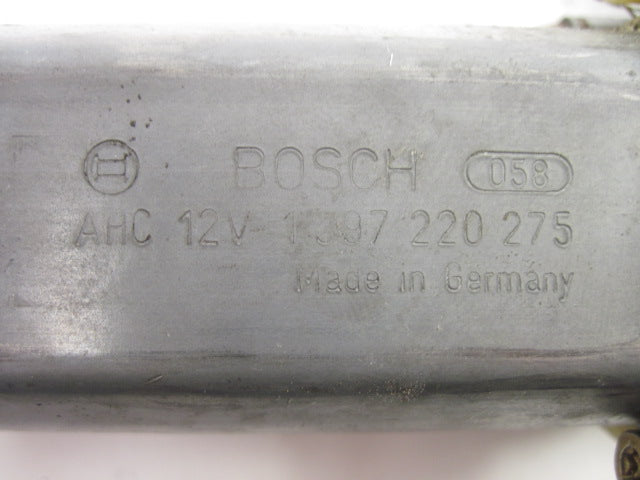 BOSCH 058
AHC 12V 1 397 220 275
Made in Germany